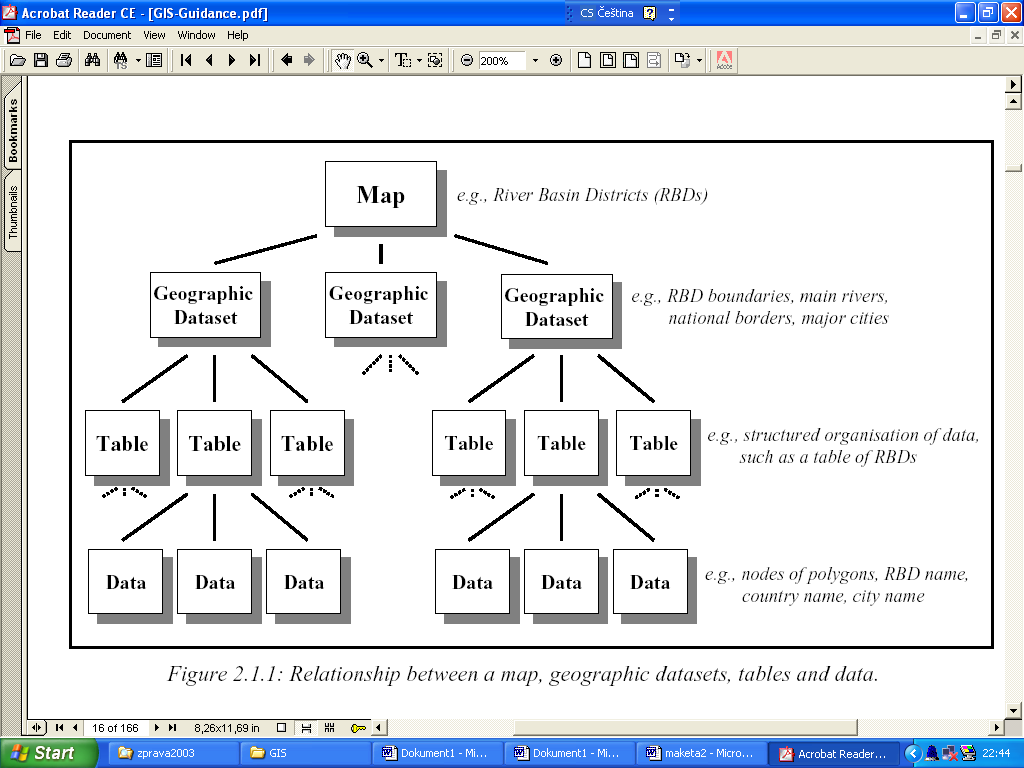 Acrobat Reader CE - [GIS-Guidance.pdf]
CS Čeština ?
File Edit Document View Window Help
200%
Adobe
Bookmarks
Thumbnails
Map
e.g., River Basin Districts (RBDs)
Geographic Dataset
Geographic Dataset
Geographic Dataset
e.g., RBD boundaries, main rivers,
national borders, major cities
Table Table Table Table Table Table
e.g., structured organisation of data,
such as a table of RBDs
Data Data Data Data Data Data
e.g., nodes of polygons, RBD name,
country name, city name
Figure 2.1.1: Relationship between a map, geographic datasets, tables and data.
16 of 166 8,26x11,69 in
Start zprava2003 GIS Dokument1 - Mi... Dokument1 - Mi... maketa2 - Micro... Acrobat Reader... 22:44